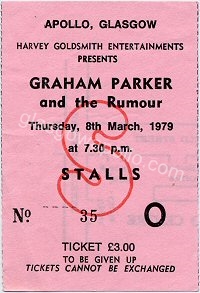 APOLLO, GLASGOW
HARVEY GOLDSMITH ENTERTAINMENTS
PRESENTS
GRAHAM PARKER
and the Rumour
Thursday, 8th March, 1979
at 7.30 p.m.
STALLS
S
No 35 O
TICKET £3.00
TO BE GIVEN UP
TICKETS CANNOT BE EXCHANGED